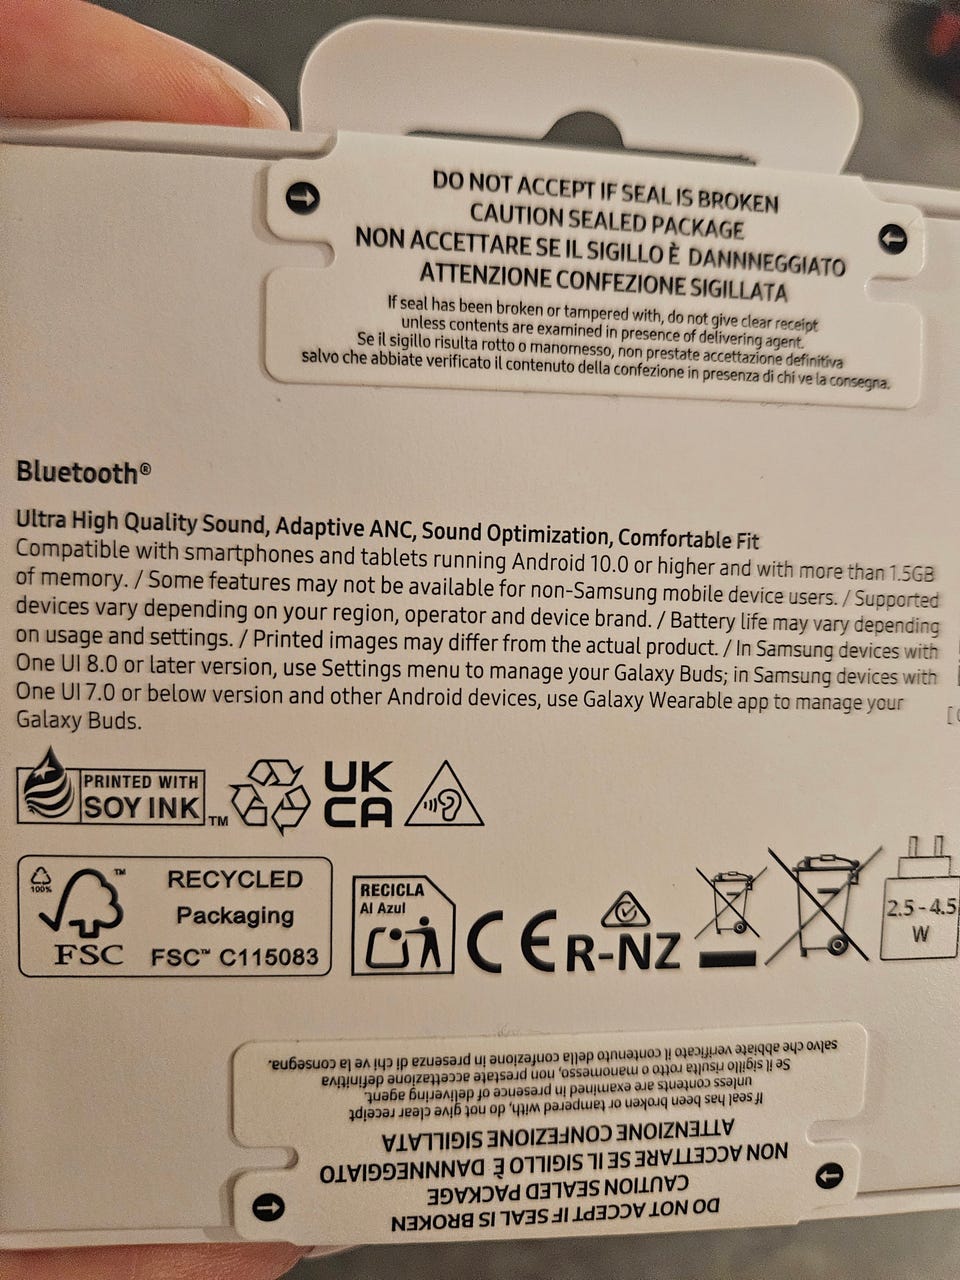 DO NOT ACCEPT IF SEAL IS BROKEN
CAUTION SEALED PACKAGE
NON ACCETTARE SE IL SIGILLO È DANNNEGGIATO
ATTENZIONE CONFEZIONE SIGILLATA
If seal has been broken or tampered with, do not give clear receipt
unless contents are examined in presence of delivering agent.
Se il sigillo risulta rotto o manomesso, non prestate accettazione definitiva
salvo che abbiate verificato il contenuto della confezione in presenza di chi ve la consegna.
Bluetooth®
Ultra High Quality Sound, Adaptive ANC, Sound Optimization, Comfortable Fit
Compatible with smartphones and tablets running Android 10.0 or higher and with more than 1.5GB
of memory. / Some features may not be available for non-Samsung mobile device users. / Supported
devices vary depending on your region, operator and device brand. / Battery life may vary depending
on usage and settings. / Printed images may differ from the actual product. / In Samsung devices with
One UI 8.0 or later version, use Settings menu to manage your Galaxy Buds; in Samsung devices with
One UI 7.0 or below version and other Android devices, use Galaxy Wearable app to manage your
Galaxy Buds.
PRINTED WITH
SOY INK™
UK
CA
100%
™
FSC
RECYCLED
Packaging
FSC™ C115083
RECICLA
Al Azul
CE
R-NZ
2.5 - 4.5
W
DO NOT ACCEPT IF SEAL IS BROKEN
CAUTION SEALED PACKAGE
NON ACCETTARE SE IL SIGILLO È DANNNEGGIATO
ATTENZIONE CONFEZIONE SIGILLATA
If seal has been broken or tampered with, do not give clear receipt
unless contents are examined in presence of delivering agent.
Se il sigillo risulta rotto o manomesso, non prestate accettazione definitiva
salvo che abbiate verificato il contenuto della confezione in presenza di chi ve la consegna.